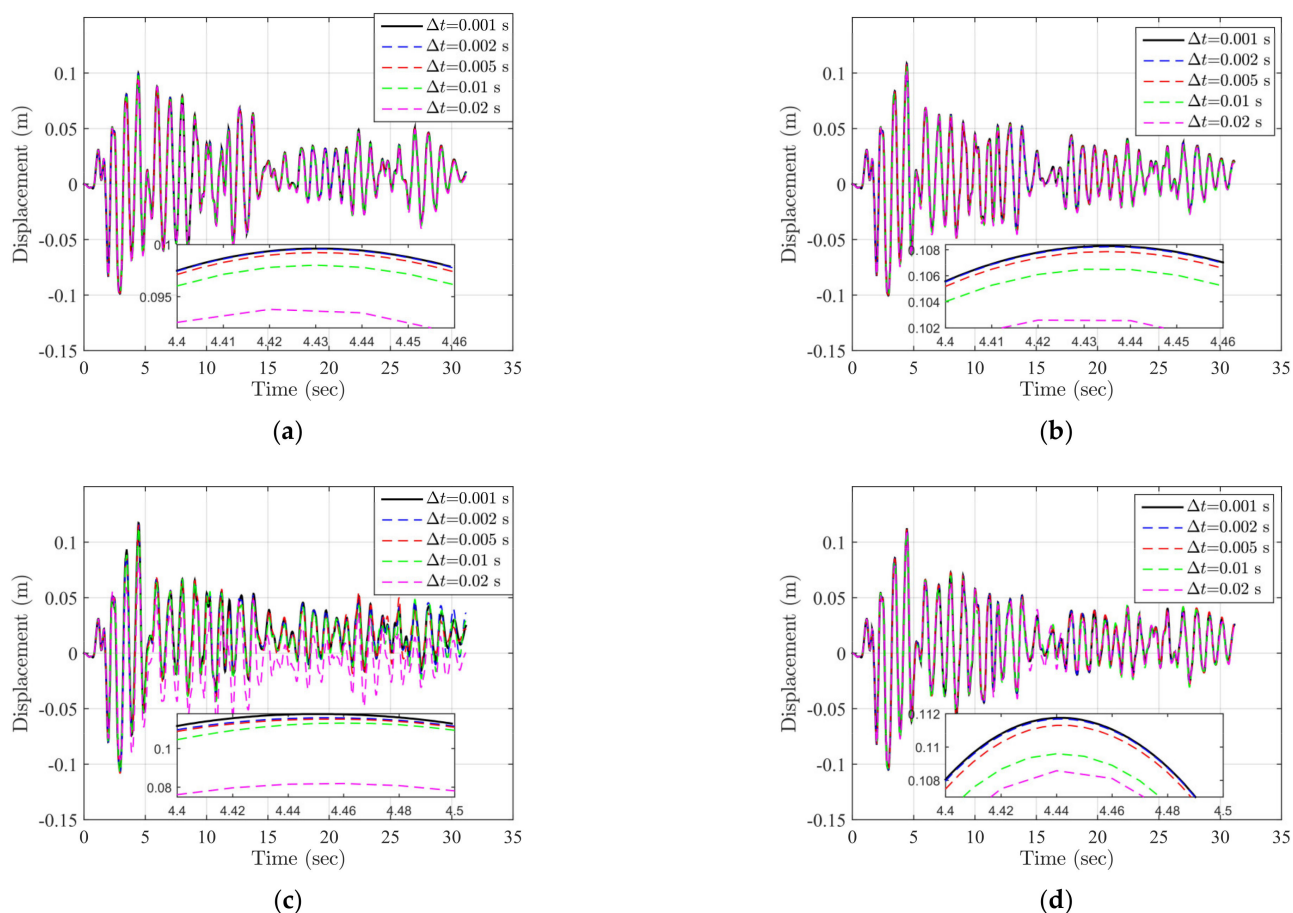 Δt=0.001 s
Δt=0.002 s
Δt=0.005 s
Δt=0.01 s
Δt=0.02 s
Displacement (m)
0.1
0.05
0
-0.05
-0.1
-0.15
0.1
0.095
4.4 4.41 4.42 4.43 4.44 4.45 4.46
0 5 10 15 20 25 30 35
Time (sec)
(a)
Δt=0.001 s
Δt=0.002 s
Δt=0.005 s
Δt=0.01 s
Δt=0.02 s
Displacement (m)
0.1
0.05
0
-0.05
-0.1
-0.15
0.108
0.106
0.104
0.102
4.4 4.41 4.42 4.43 4.44 4.45 4.46
0 5 10 15 20 25 30 35
Time (sec)
(b)
Δt=0.001 s
Δt=0.002 s
Δt=0.005 s
Δt=0.01 s
Δt=0.02 s
Displacement (m)
0.1
0.05
0
-0.05
-0.1
-0.15
0.1
0.08
4.4 4.42 4.44 4.46 4.48 4.5
0 5 10 15 20 25 30 35
Time (sec)
(c)
Δt=0.001 s
Δt=0.002 s
Δt=0.005 s
Δt=0.01 s
Δt=0.02 s
Displacement (m)
0.1
0.05
0
-0.05
-0.1
-0.15
0.112
0.11
0.108
4.4 4.42 4.44 4.46 4.48 4.5
0 5 10 15 20 25 30 35
Time (sec)
(d)